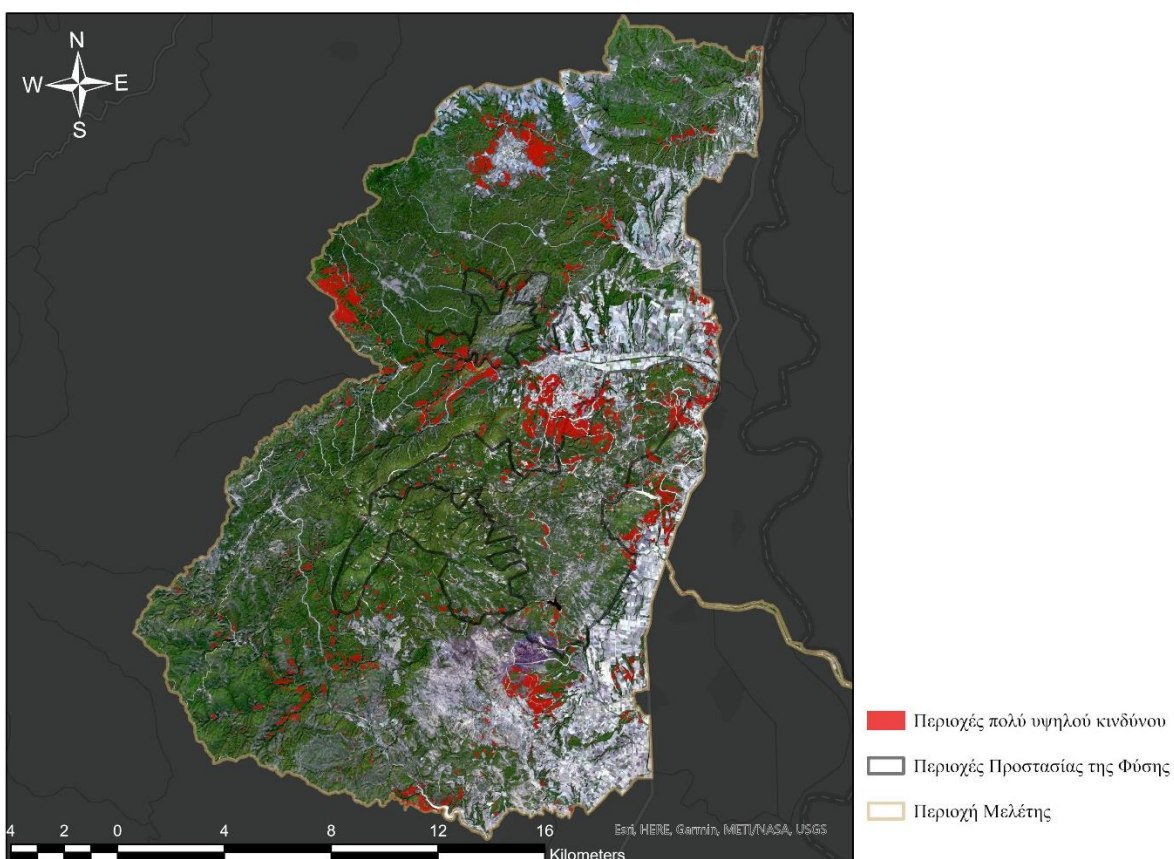 N
W E
S
Περιοχές πολύ υψηλού κινδύνου
Περιοχές Προστασίας της Φύσης
Περιοχή Μελέτης
Esri, HERE, Garmin, METI/NASA, USGS
4 2 0 4 8 12 16
Kilometers